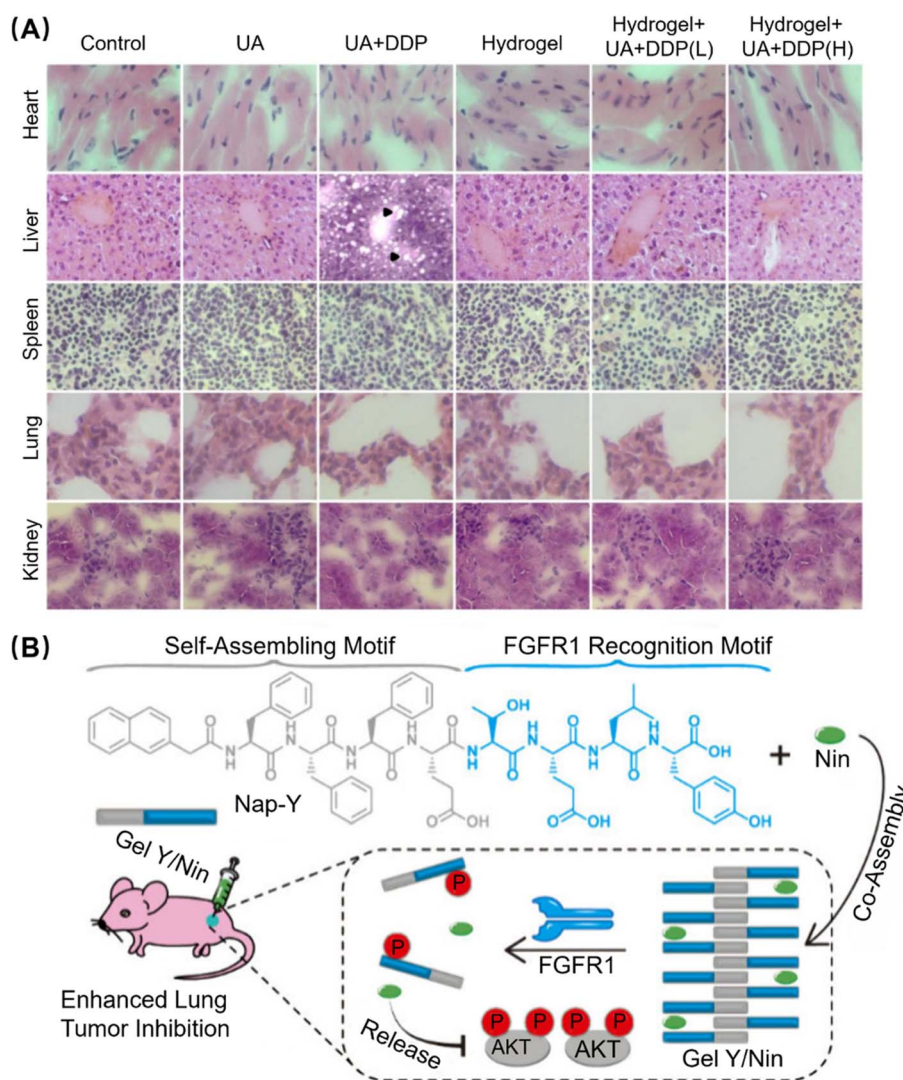 (A)
Control UA UA+DDP Hydrogel Hydrogel+ UA+DDP(L) Hydrogel+ UA+DDP(H)
Heart
Liver
Spleen
Lung
Kidney
(B)
Self-Assembling Motif FGFR1 Recognition Motif
O H N O H N O H N O H N O
N H O N H O N H O N H O
OH O OH O OH OH
Nap-Y
+ Nin
Gel Y/Nin
Co-Assembly
P
P
FGFR1
Enhanced Lung
Tumor Inhibition
Release
P P P P
AKT AKT
Gel Y/Nin